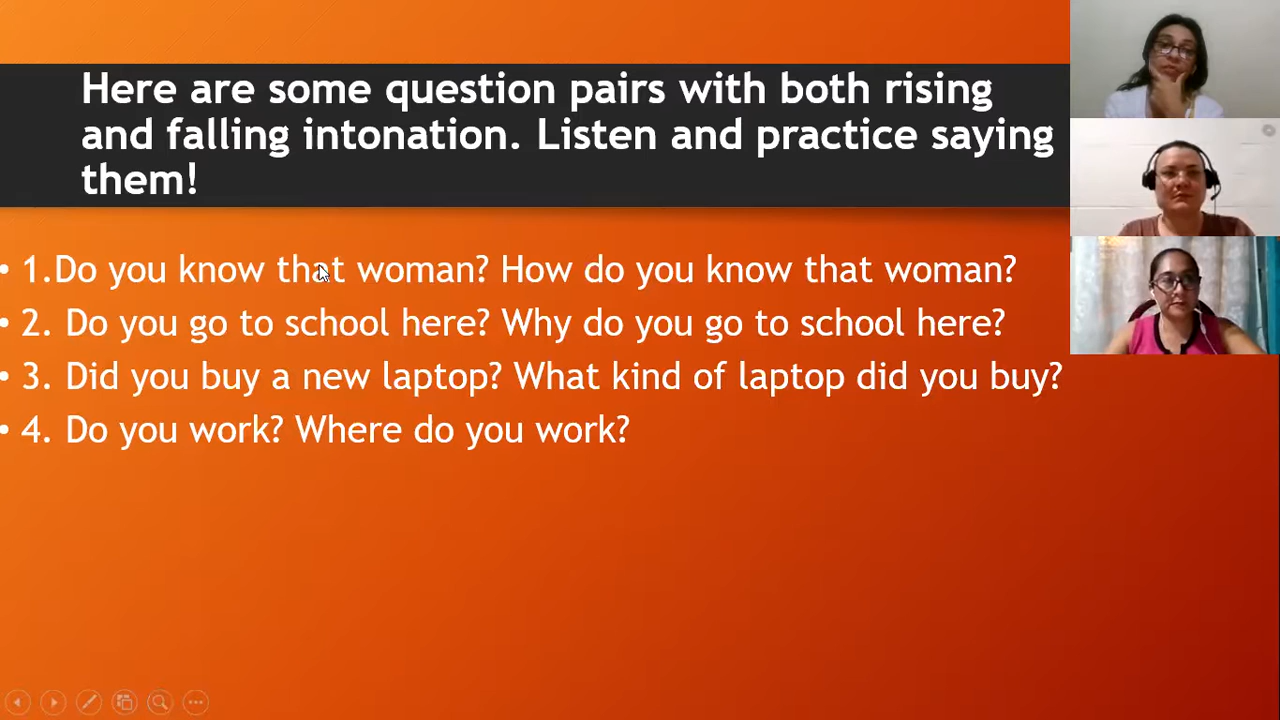 Here are some question pairs with both rising
and falling intonation. Listen and practice saying
them!
• 1.Do you know that woman? How do you know that woman?
• 2. Do you go to school here? Why do you go to school here?
• 3. Did you buy a new laptop? What kind of laptop did you buy?
• 4. Do you work? Where do you work?